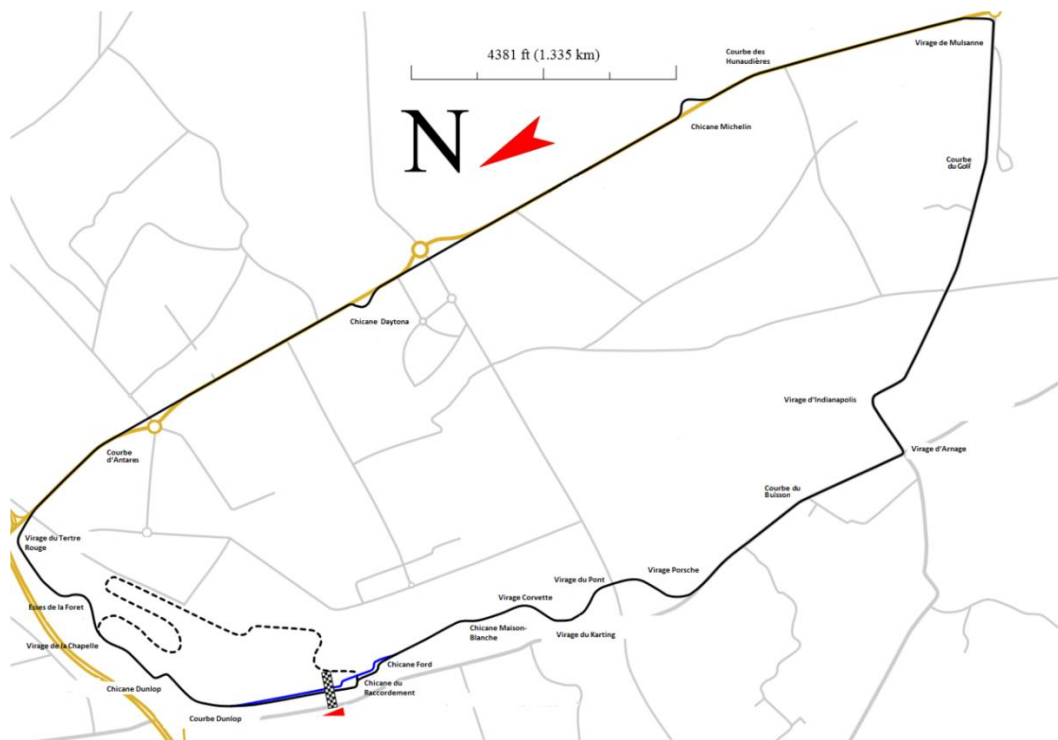 Virage de Mulsanne
Courbe des
Hunaudières
4381 ft (1.335 km)
N
Chicane Michelin
Courbe
du Golf
Chicane Daytona
Virage d'Indianapolis
Virage d'Arnage
Courbe
d'Antares
Courbe du
Buisson
Virage du Tertre
Rouge
Virage Porsche
Virage du Pont
Virage Corvette
Esses de la Foret
Chicane Maison-
Blanche
Virage du Karting
Virage de la Chapelle
Chicane Ford
Chicane du
Raccordement
Chicane Dunlop
Courbe Dunlop